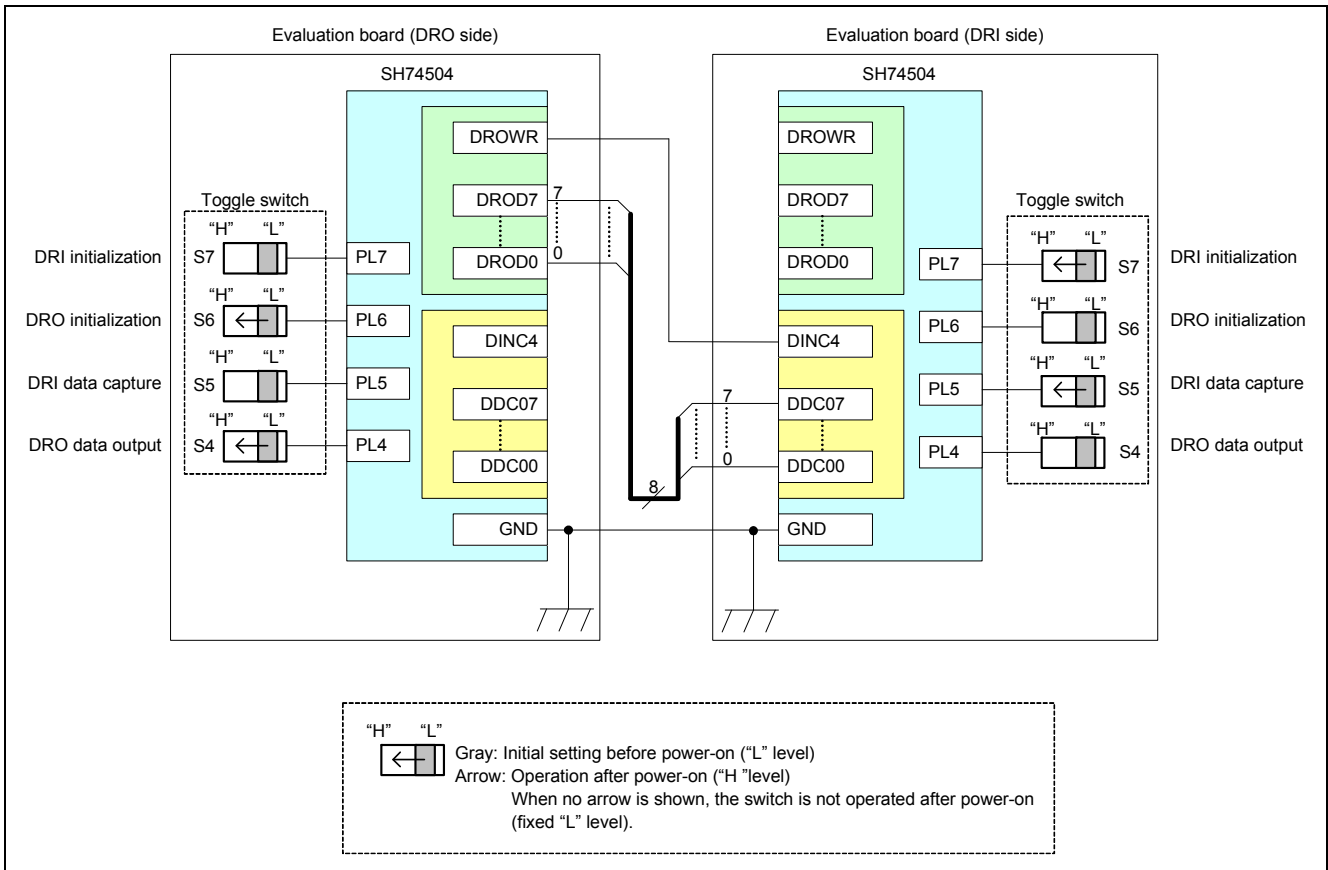 Evaluation board (DRO side)
SH74504
DROWR
DROD7
DROD0
7
0
DINC4
DDC07
DDC00
GND
PL7
PL6
PL5
PL4
Toggle switch
“H” “L”
DRI initialization S7
“H” “L”
DRO initialization S6
“H” “L”
DRI data capture S5
“H” “L”
DRO data output S4
8
Evaluation board (DRI side)
SH74504
DROWR
DROD7
DROD0
DINC4
7
DDC07
0
DDC00
GND
PL7
PL6
PL5
PL4
Toggle switch
“H” “L”
S7 DRI initialization
“H” “L”
S6 DRO initialization
“H” “L”
S5 DRI data capture
“H” “L”
S4 DRO data output
“H” “L”
Gray: Initial setting before power-on (“L” level)
Arrow: Operation after power-on (“H ”level)
When no arrow is shown, the switch is not operated after power-on
(fixed “L” level).